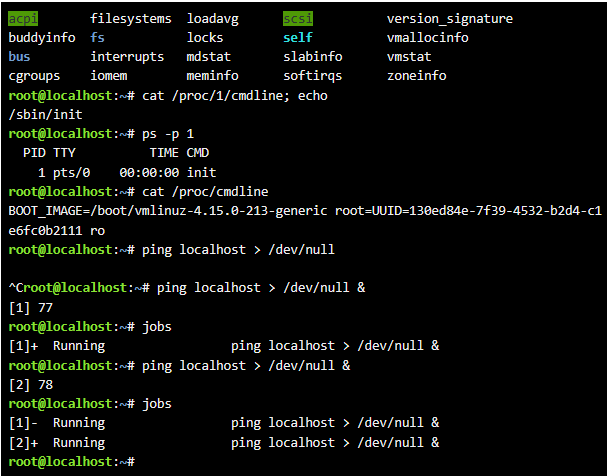 acpi       filesystems  loadavg      scsi         version_signature
buddyinfo  fs           locks        self         vmallocinfo
bus        interrupts   mdstat       slabinfo     vmstat
cgroups    iomem        meminfo      softirqs     zoneinfo
root@localhost:~# cat /proc/1/cmdline; echo
/sbin/init
root@localhost:~# ps -p 1
  PID TTY          TIME CMD
    1 pts/0    00:00:00 init
root@localhost:~# cat /proc/cmdline
BOOT_IMAGE=/boot/vmlinuz-4.15.0-213-generic root=UUID=130ed84e-7f39-4532-b2d4-c1
e6fc0b2111 ro
root@localhost:~# ping localhost > /dev/null
^Croot@localhost:~# ping localhost > /dev/null &
[1] 77
root@localhost:~# jobs
[1]+  Running                 ping localhost > /dev/null &
root@localhost:~# ping localhost > /dev/null &
[2] 78
root@localhost:~# jobs
[1]-  Running                 ping localhost > /dev/null &
[2]+  Running                 ping localhost > /dev/null &
root@localhost:~#